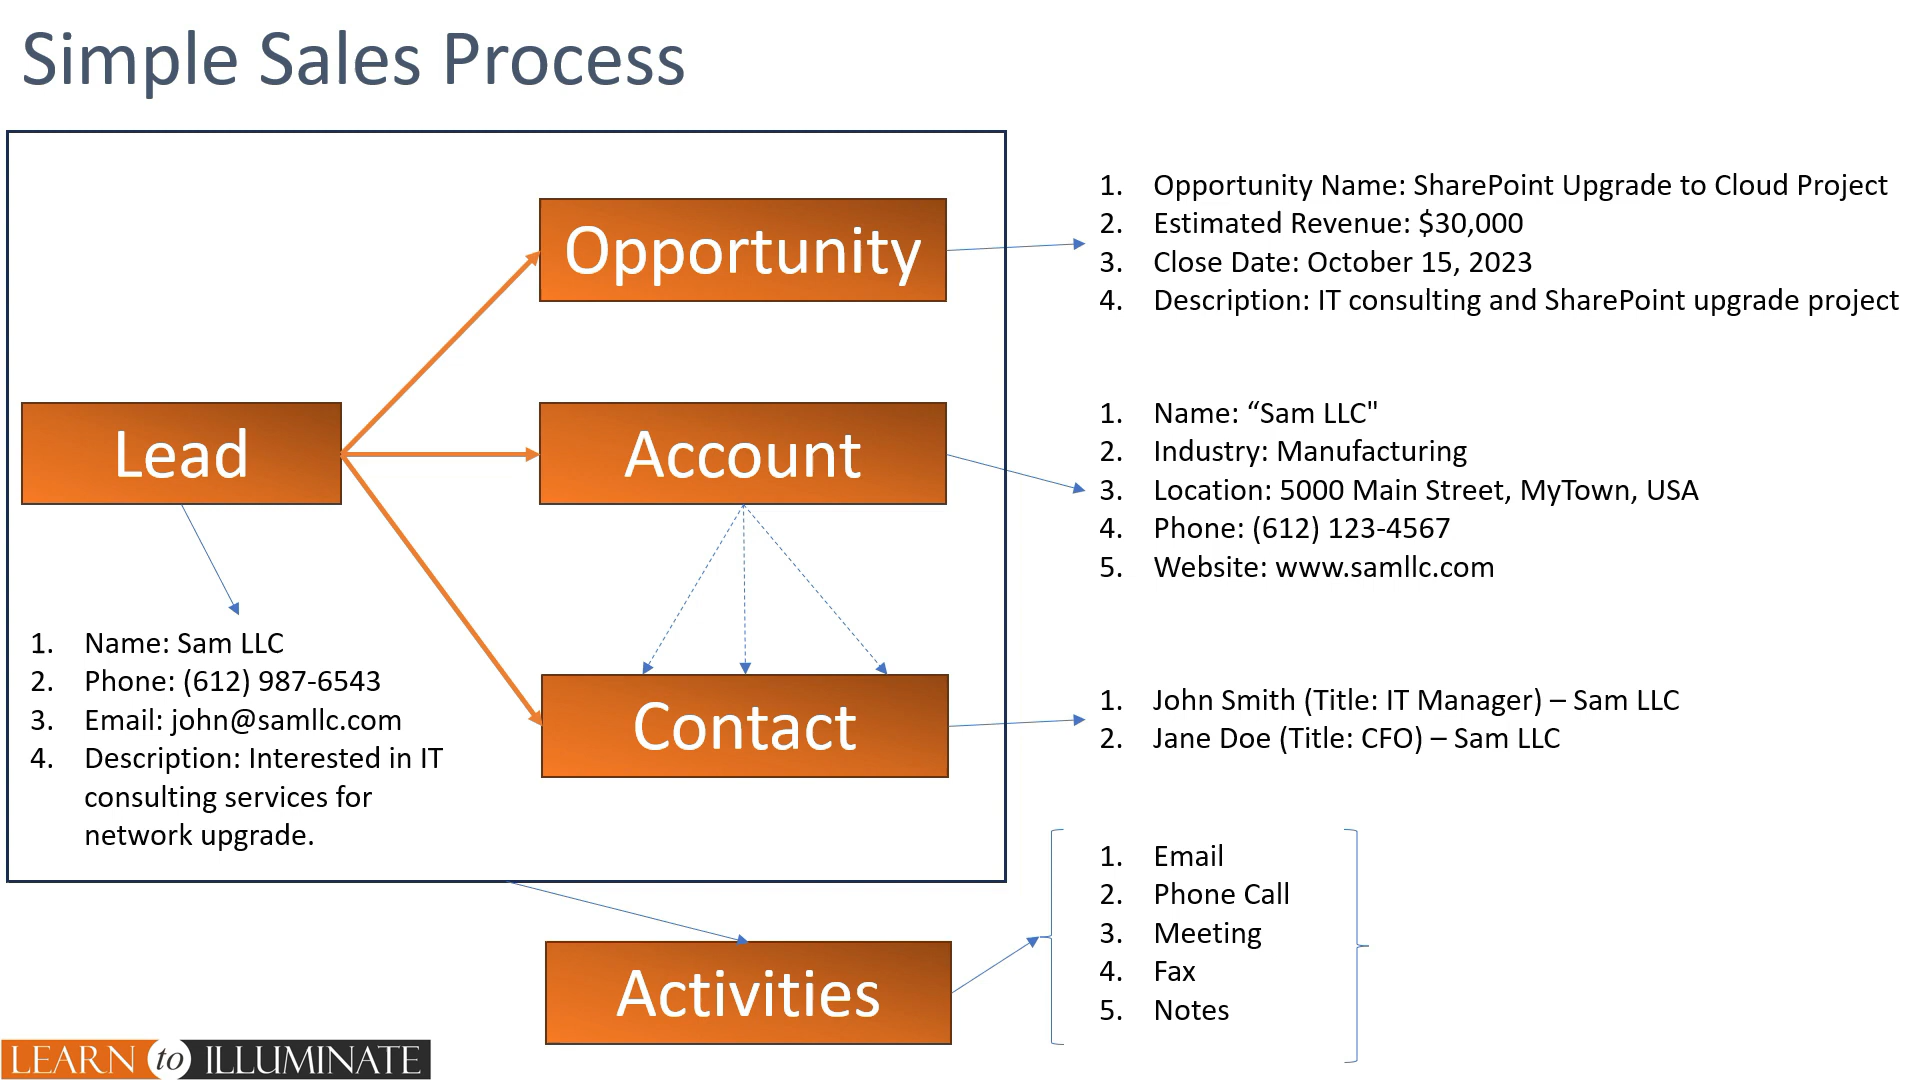 Simple Sales Process
Opportunity
1. Opportunity Name: SharePoint Upgrade to Cloud Project
2. Estimated Revenue: $30,000
3. Close Date: October 15, 2023
4. Description: IT consulting and SharePoint upgrade project
Lead
Account
1. Name: “Sam LLC"
2. Industry: Manufacturing
3. Location: 5000 Main Street, MyTown, USA
4. Phone: (612) 123-4567
5. Website: www.samllc.com
1. Name: Sam LLC
2. Phone: (612) 987-6543
3. Email: john@samllc.com
4. Description: Interested in IT
consulting services for
network upgrade.
Contact
1. John Smith (Title: IT Manager) – Sam LLC
2. Jane Doe (Title: CFO) – Sam LLC
Activities
1. Email
2. Phone Call
3. Meeting
4. Fax
5. Notes
LEARN to ILLUMINATE